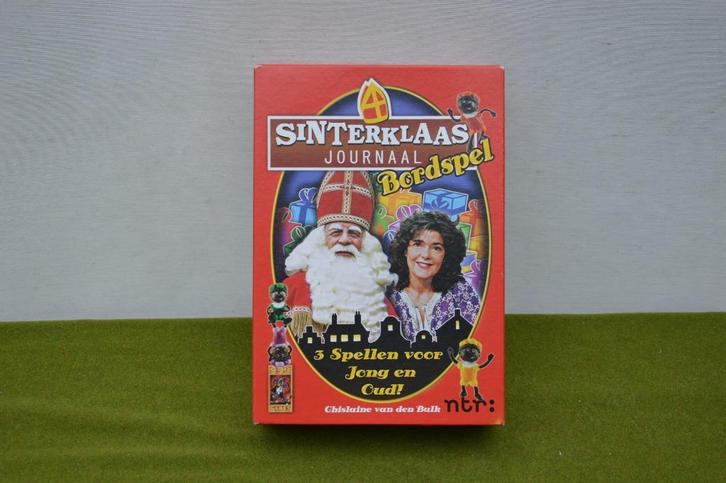 SINTERKLAAS
JOURNAAL
Bordspel
3 Spellen voor
Jong en
Oud!
Ghislaine van den Bulk
ntr: